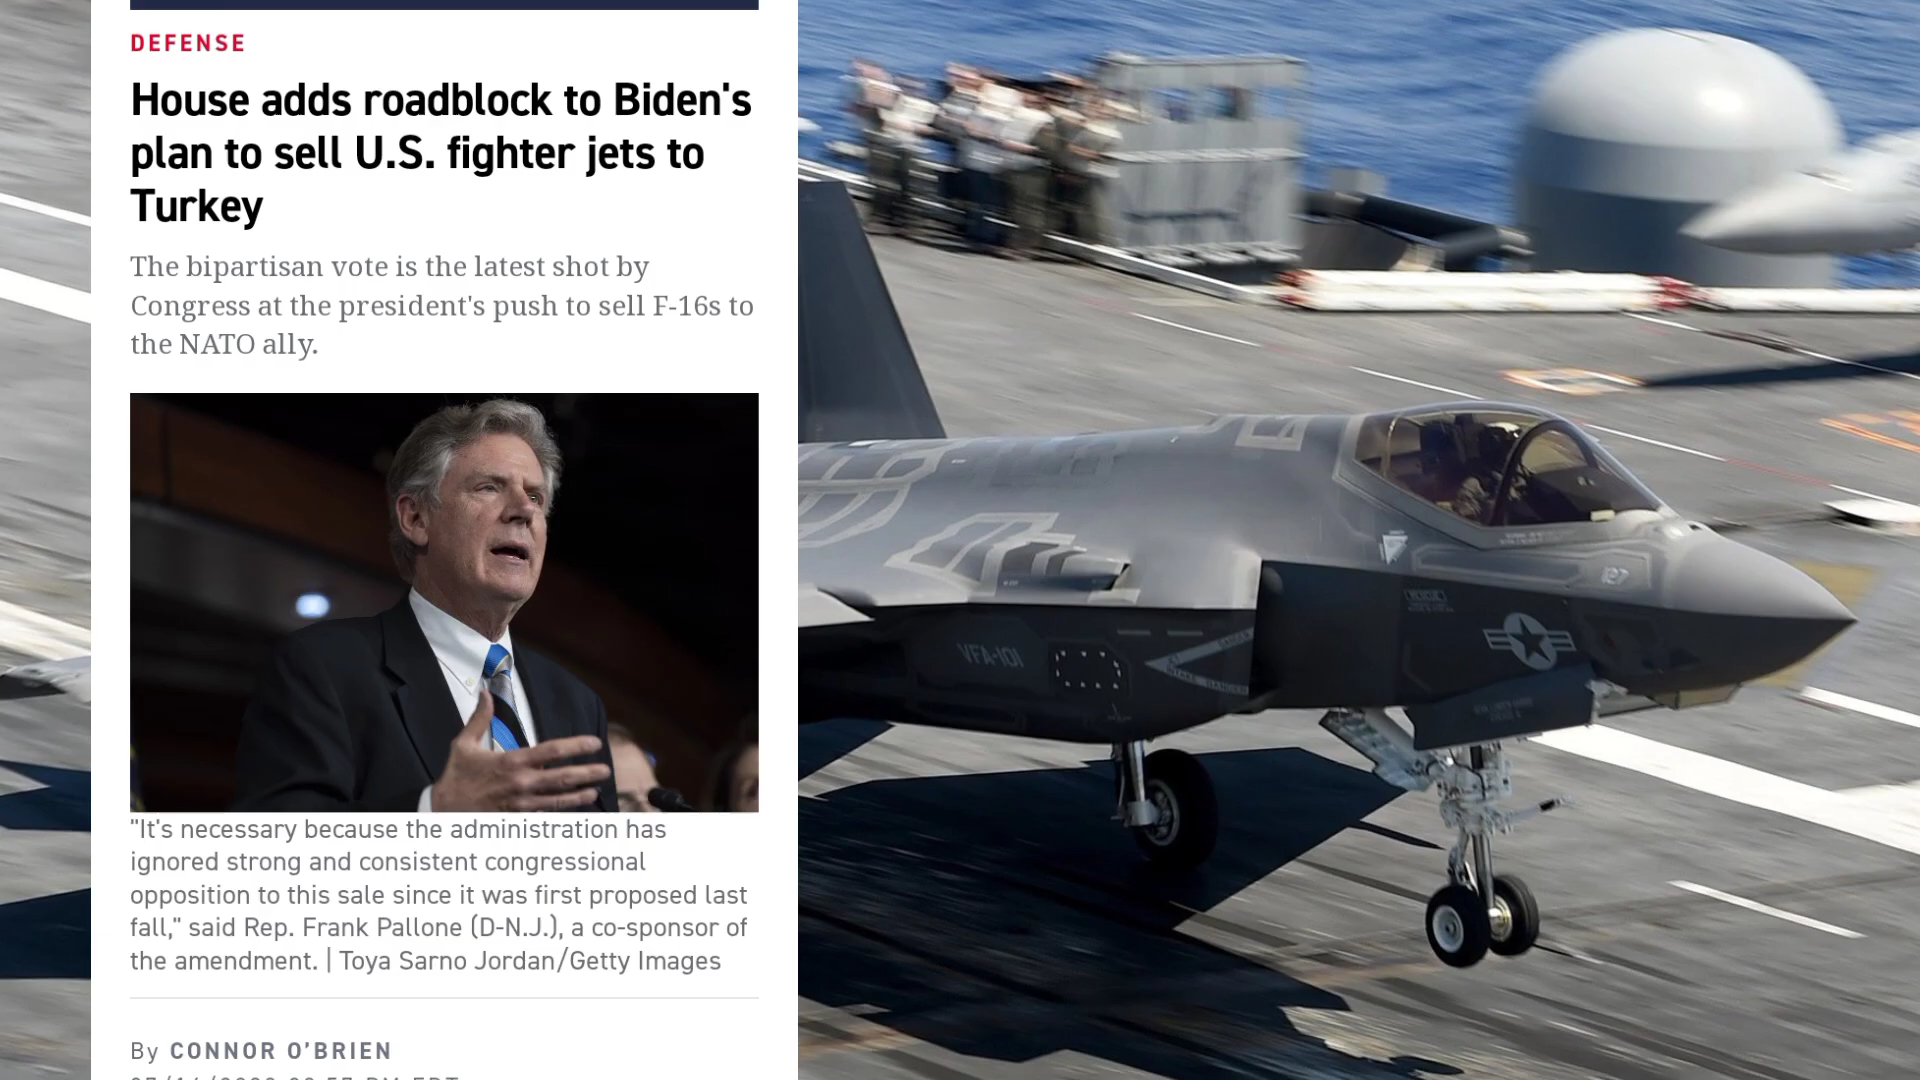 DEFENSE
House adds roadblock to Biden's
plan to sell U.S. fighter jets to
Turkey
The bipartisan vote is the latest shot by
Congress at the president's push to sell F-16s to
the NATO ally.
"It's necessary because the administration has
ignored strong and consistent congressional
opposition to this sale since it was first proposed last
fall," said Rep. Frank Pallone (D-N.J.), a co-sponsor of
the amendment. | Toya Sarno Jordan/Getty Images
By CONNOR O'BRIEN
127
VFA-101
DANGER